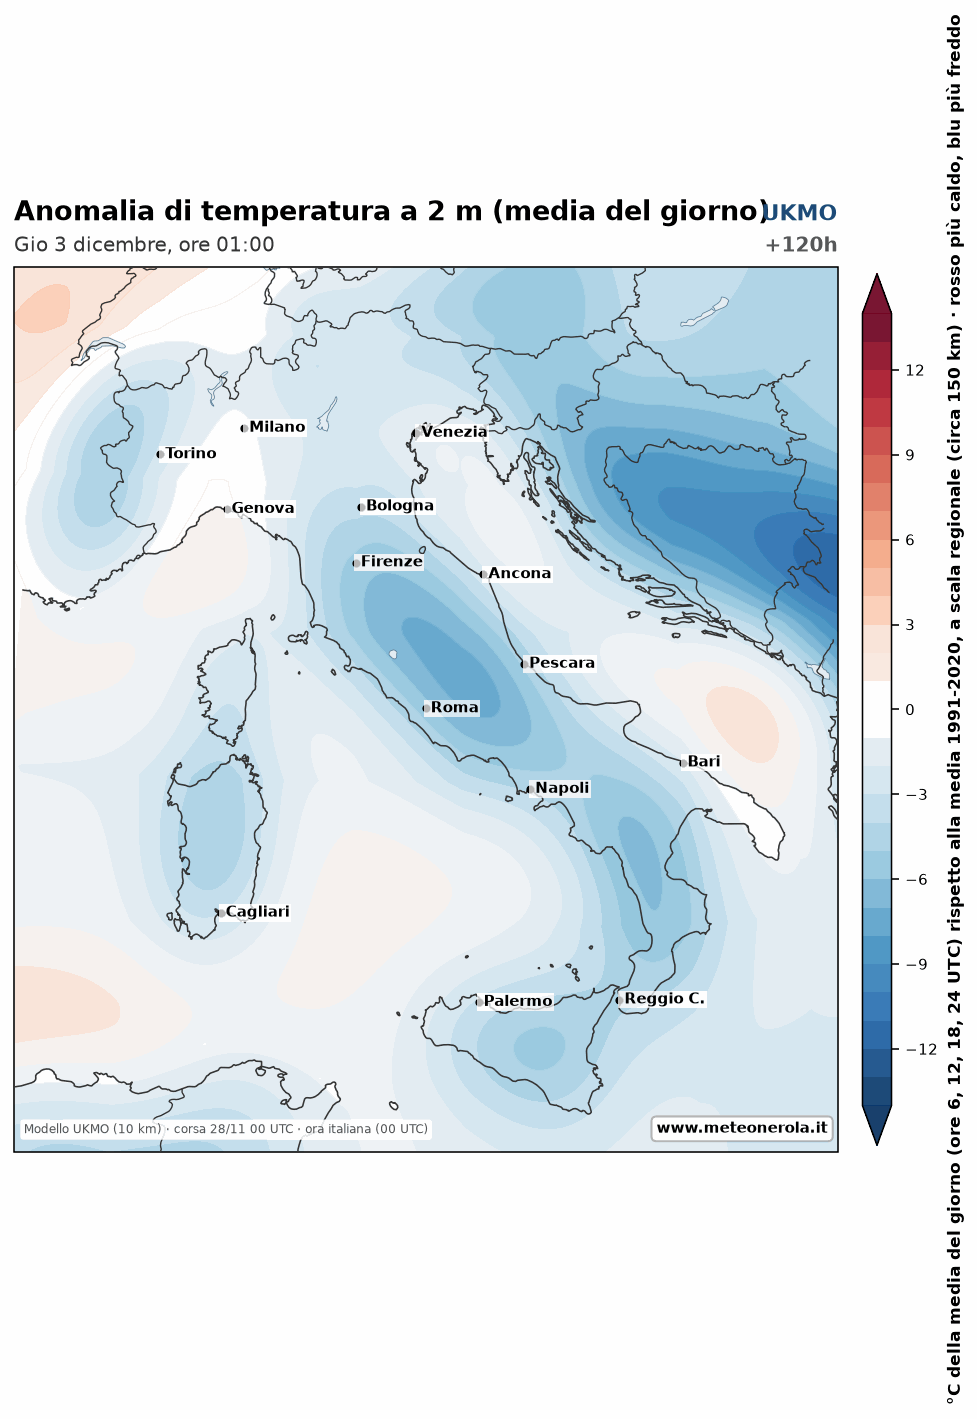 Anomalia di temperatura a 2 m (media del giorno)
UKMO
Gio 3 dicembre, ore 01:00
+120h
Milano
Venezia
Torino
Genova
Bologna
Firenze
Ancona
Pescara
Roma
Bari
Napoli
Cagliari
Palermo
Reggio C.
12
9
6
3
0
−3
−6
−9
−12
°C della media del giorno (ore 6, 12, 18, 24 UTC) rispetto alla media 1991-2020, a scala regionale (circa 150 km) · rosso più caldo, blu più freddo
Modello UKMO (10 km) · corsa 28/11 00 UTC · ora italiana (00 UTC)
www.meteonerola.it